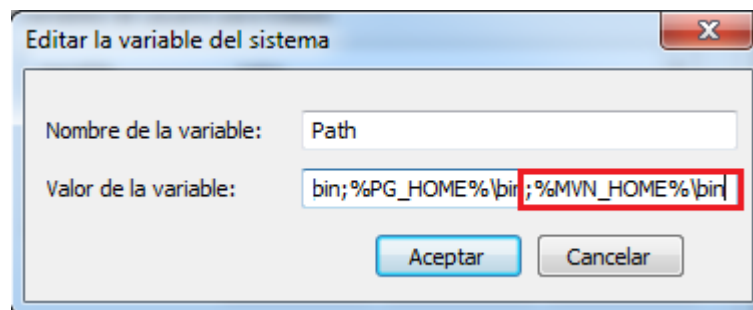 Editar la variable del sistema
Nombre de la variable: Path
Valor de la variable: bin;%PG_HOME%\bin;%MVN_HOME%\bin
Aceptar Cancelar